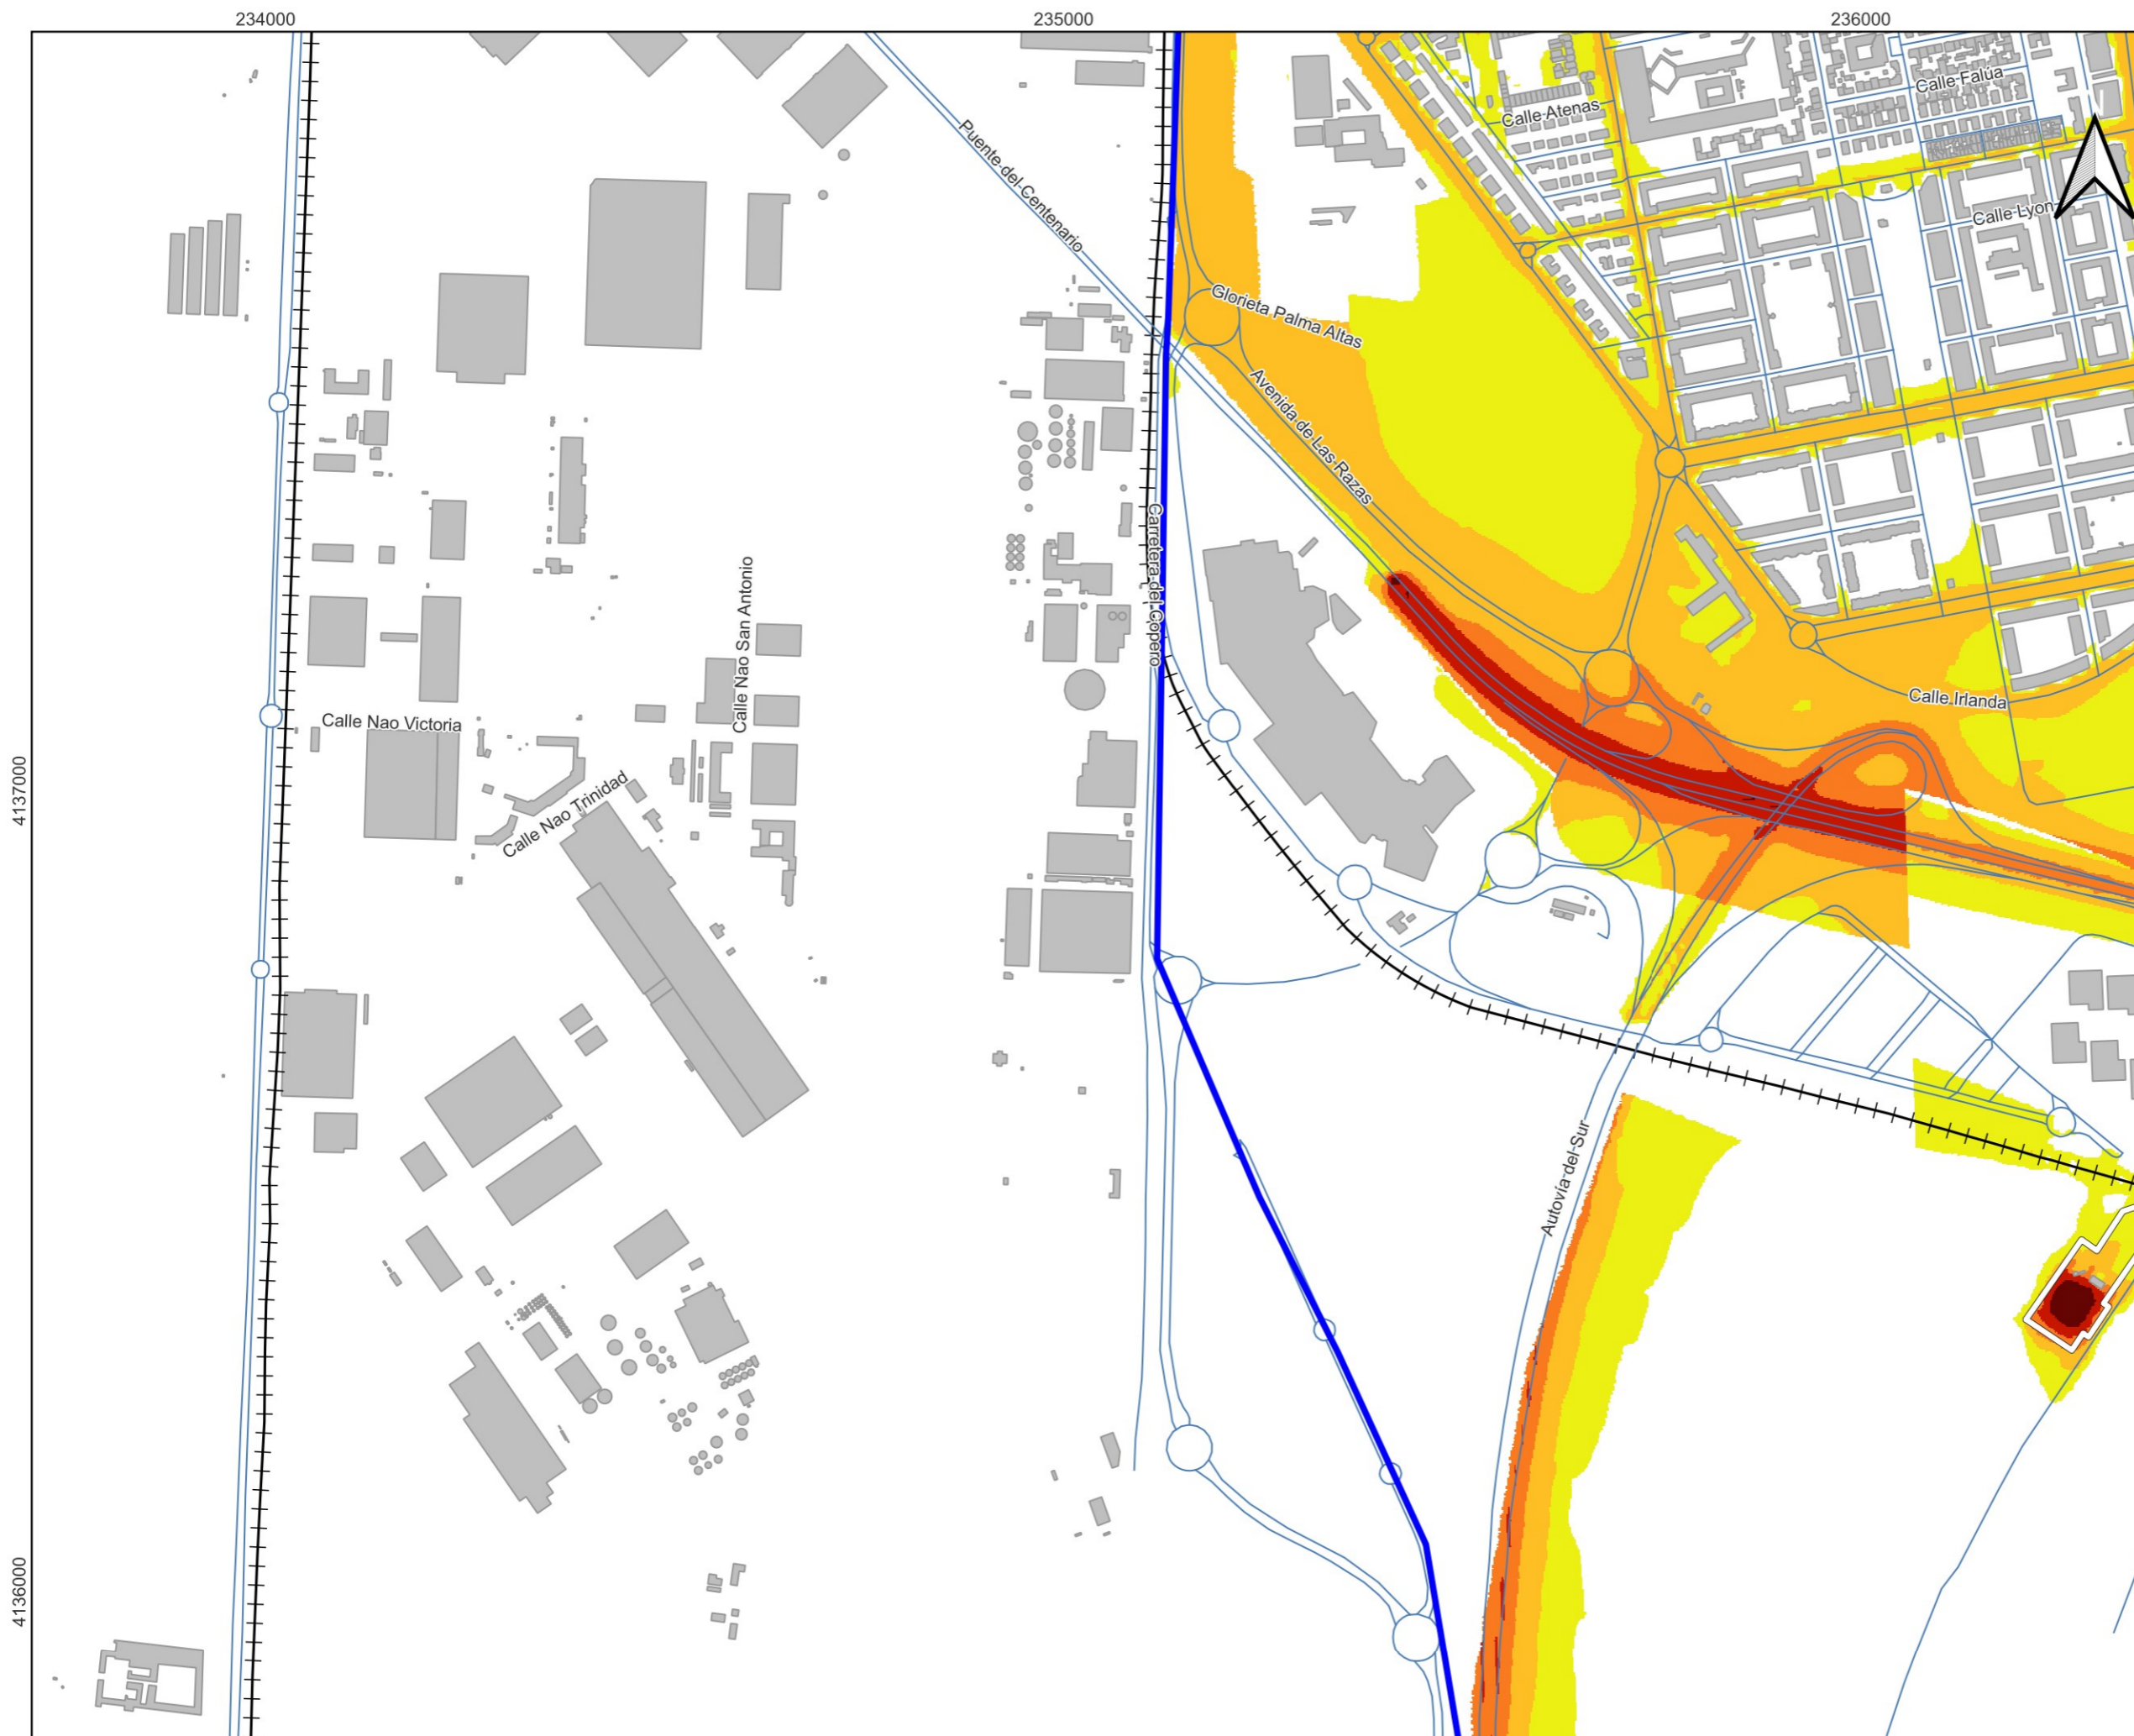 234000
235000
236000
Calle Falúa
Calle Atenas
Puente del Centenario
Calle Lyon
Glorieta Palma Altas
Avenida de Las Razas
Carretera del Copero
Calle Nao San Antonio
Calle Irlanda
Calle Nao Victoria
4137000
Calle Nao Trinidad
Autovía del Sur
4136000